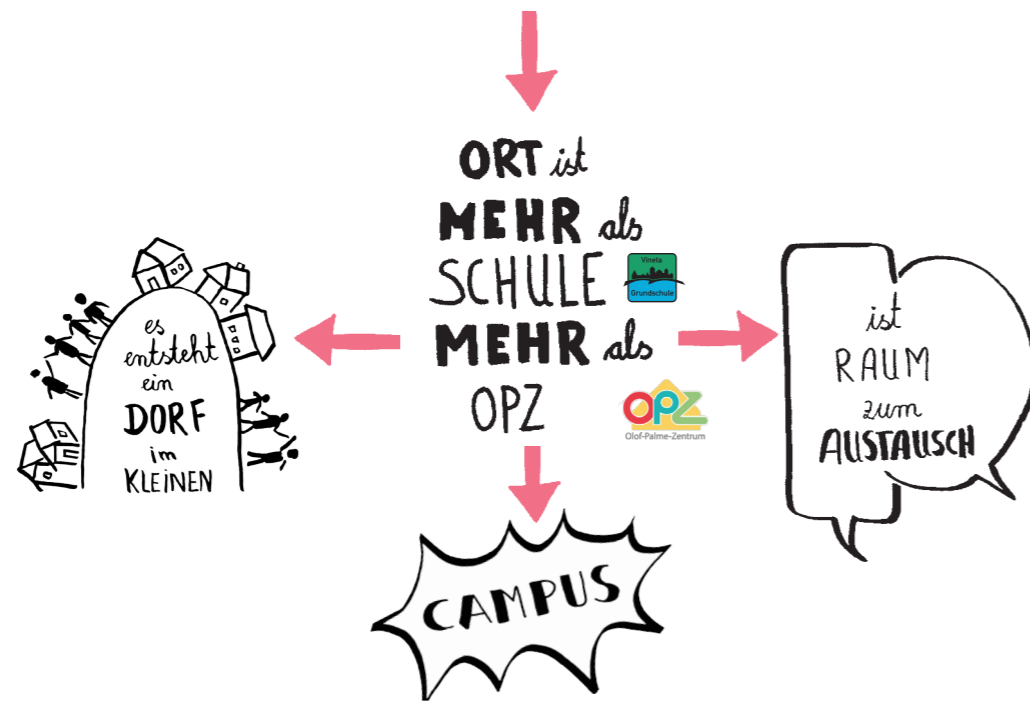 ORT ist
MEHR als
SCHULE
Vineta
Grundschule
MEHR als
OPZ
OPZ
Olof-Palme-Zentrum
es
entsteht
ein
DORF
im
KLEINEN
ist
RAUM
zum
AUSTAUSCH
CAMPUS